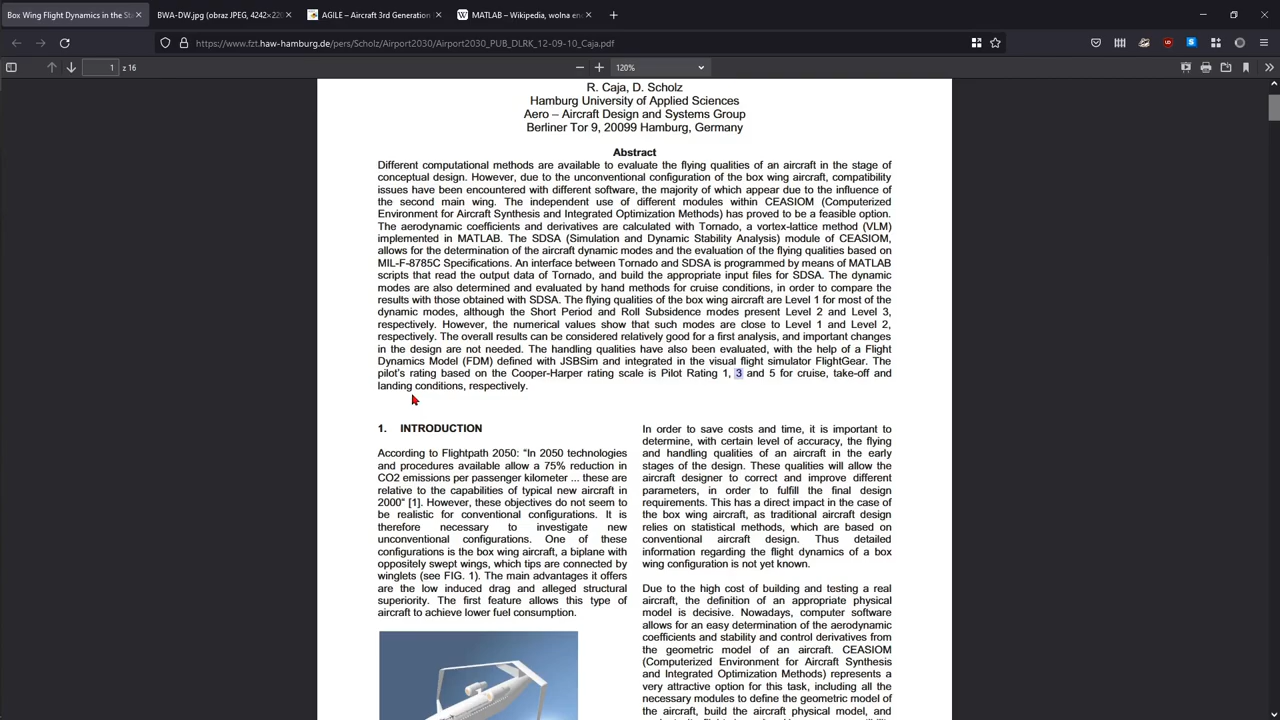 Box Wing Flight Dynamics in the St
BWA-DW.jpg (obraz JPEG, 4242×22
AGILE – Aircraft 3rd Generation
MATLAB – Wikipedia, wolna en
https://www.fzt.haw-hamburg.de/pers/Scholz/Airport2030/Airport2030_PUB_DLRK_12-09-10_Caja.pdf
1 z 16
120%
R. Caja, D. Scholz
Hamburg University of Applied Sciences
Aero – Aircraft Design and Systems Group
Berliner Tor 9, 20099 Hamburg, Germany
Abstract
Different computational methods are available to evaluate the flying qualities of an aircraft in the stage of
conceptual design. However, due to the unconventional configuration of the box wing aircraft, compatibility
issues have been encountered with different software, the majority of which appear due to the influence of
the second main wing. The independent use of different modules within CEASIOM (Computerized
Environment for Aircraft Synthesis and Integrated Optimization Methods) has proved to be a feasible option.
The aerodynamic coefficients and derivatives are calculated with Tornado, a vortex-lattice method (VLM)
implemented in MATLAB. The SDSA (Simulation and Dynamic Stability Analysis) module of CEASIOM,
allows for the determination of the aircraft dynamic modes and the evaluation of the flying qualities based on
MIL-F-8785C Specifications. An interface between Tornado and SDSA is programmed by means of MATLAB
scripts that read the output data of Tornado, and build the appropriate input files for SDSA. The dynamic
modes are also determined and evaluated by hand methods for cruise conditions, in order to compare the
results with those obtained with SDSA. The flying qualities of the box wing aircraft are Level 1 for most of the
dynamic modes, although the Short Period and Roll Subsidence modes present Level 2 and Level 3,
respectively. However, the numerical values show that such modes are close to Level 1 and Level 2,
respectively. The overall results can be considered relatively good for a first analysis, and important changes
in the design are not needed. The handling qualities have also been evaluated, with the help of a Flight
Dynamics Model (FDM) defined with JSBSim and integrated in the visual flight simulator FlightGear. The
pilot's rating based on the Cooper-Harper rating scale is Pilot Rating 1, 3 and 5 for cruise, take-off and
landing conditions, respectively.
1. INTRODUCTION
According to Flightpath 2050: “In 2050 technologies
and procedures available allow a 75% reduction in
CO2 emissions per passenger kilometer ... these are
relative to the capabilities of typical new aircraft in
2000“ [1]. However, these objectives do not seem to
be realistic for conventional configurations. It is
therefore necessary to investigate new
unconventional configurations. One of these
configurations is the box wing aircraft, a biplane with
oppositely swept wings, which tips are connected by
winglets (see FIG. 1). The main advantages it offers
are the low induced drag and alleged structural
superiority. The first feature allows this type of
aircraft to achieve lower fuel consumption.
In order to save costs and time, it is important to
determine, with certain level of accuracy, the flying
and handling qualities of an aircraft in the early
stages of the design. These qualities will allow the
aircraft designer to correct and improve different
parameters, in order to fulfill the final design
requirements. This has a direct impact in the case of
the box wing aircraft, as traditional aircraft design
relies on statistical methods, which are based on
conventional aircraft design. Thus detailed
information regarding the flight dynamics of a box
wing configuration is not yet known.
Due to the high cost of building and testing a real
aircraft, the definition of an appropriate physical
model is decisive. Nowadays, computer software
allows for an easy determination of the aerodynamic
coefficients and stability and control derivatives from
the geometric model of an aircraft. CEASIOM
(Computerized Environment for Aircraft Synthesis
and Integrated Optimization Methods) represents a
very attractive option for this task, including all the
necessary modules to define the geometric model of
the aircraft, build the aircraft physical model, and